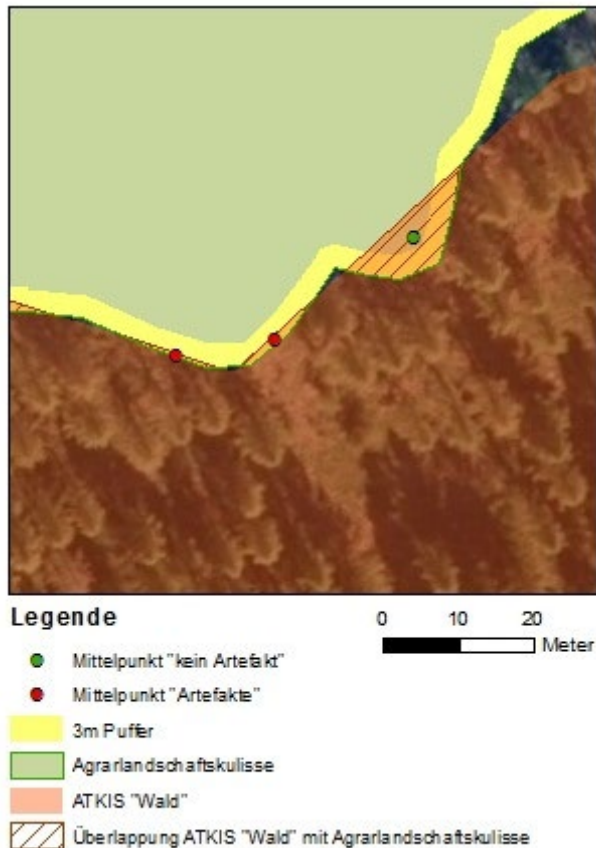 Legende
0 10 20
Meter
Mittelpunkt "kein Artefakt"
Mittelpunkt "Artefakte"
3m Puffer
Agrarlandschaftskulisse
ATKIS "Wald"
Überlappung ATKIS "Wald" mit Agrarlandschaftskulisse